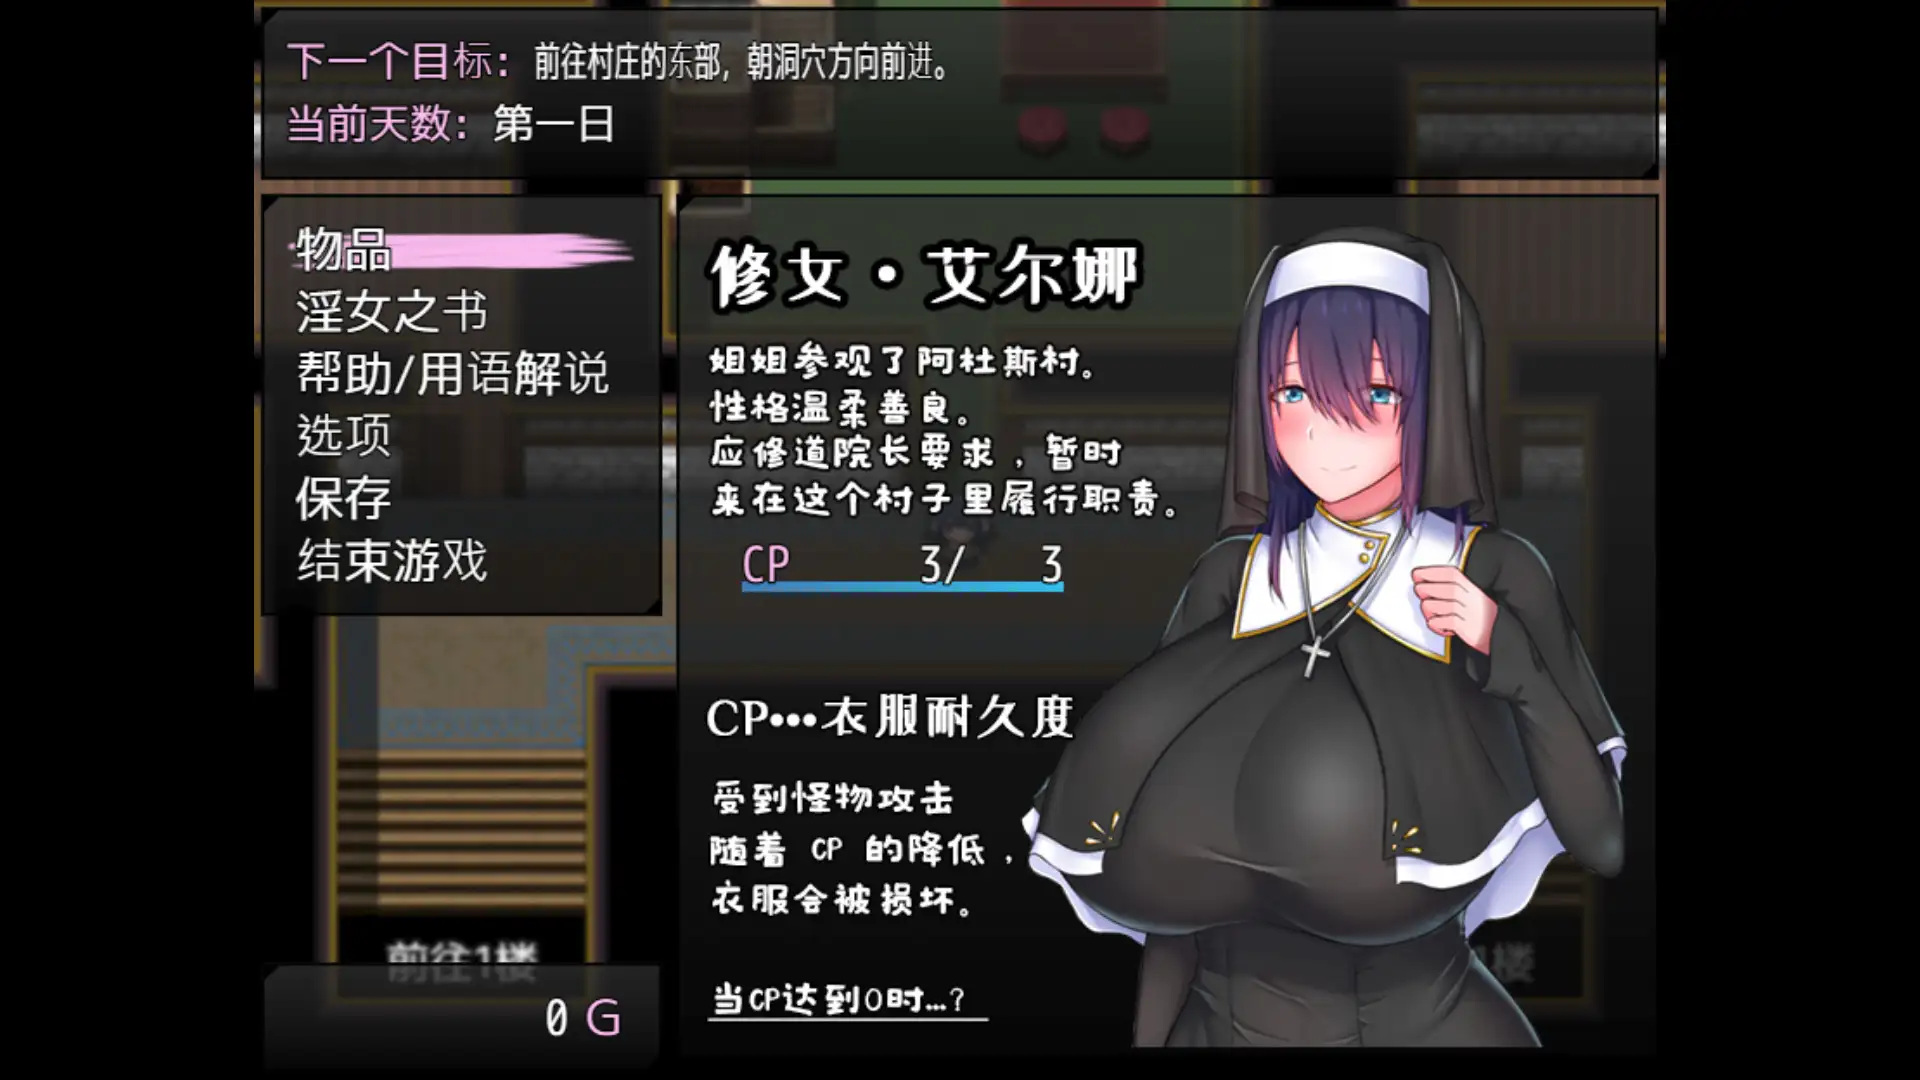 下一个目标：前往村庄的东部，朝洞穴方向前进。
当前天数：第一日
物品
淫女之书
帮助/用语解说
选项
保存
结束游戏
修女·艾尔娜
姐姐参观了阿杜斯村。
性格温柔善良。
应修道院长要求，暂时
来在这个村子里履行职责。
CP 3/ 3
CP•••衣服耐久度
受到怪物攻击
随着 CP 的降低，
衣服会被损坏。
当CP达到0时...？
前往1楼
0 G